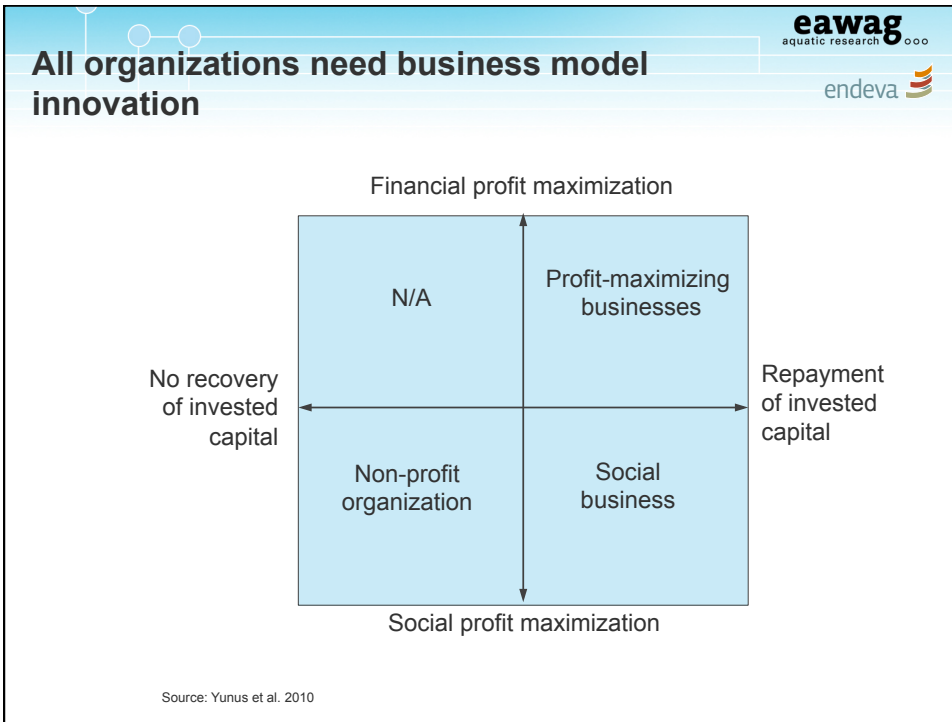 eawag
aquatic research ooo
All organizations need business model
innovation
endeva
Financial profit maximization
N/A
Profit-maximizing
businesses
No recovery
of invested
capital
Repayment
of invested
capital
Non-profit
organization
Social
business
Social profit maximization
Source: Yunus et al. 2010